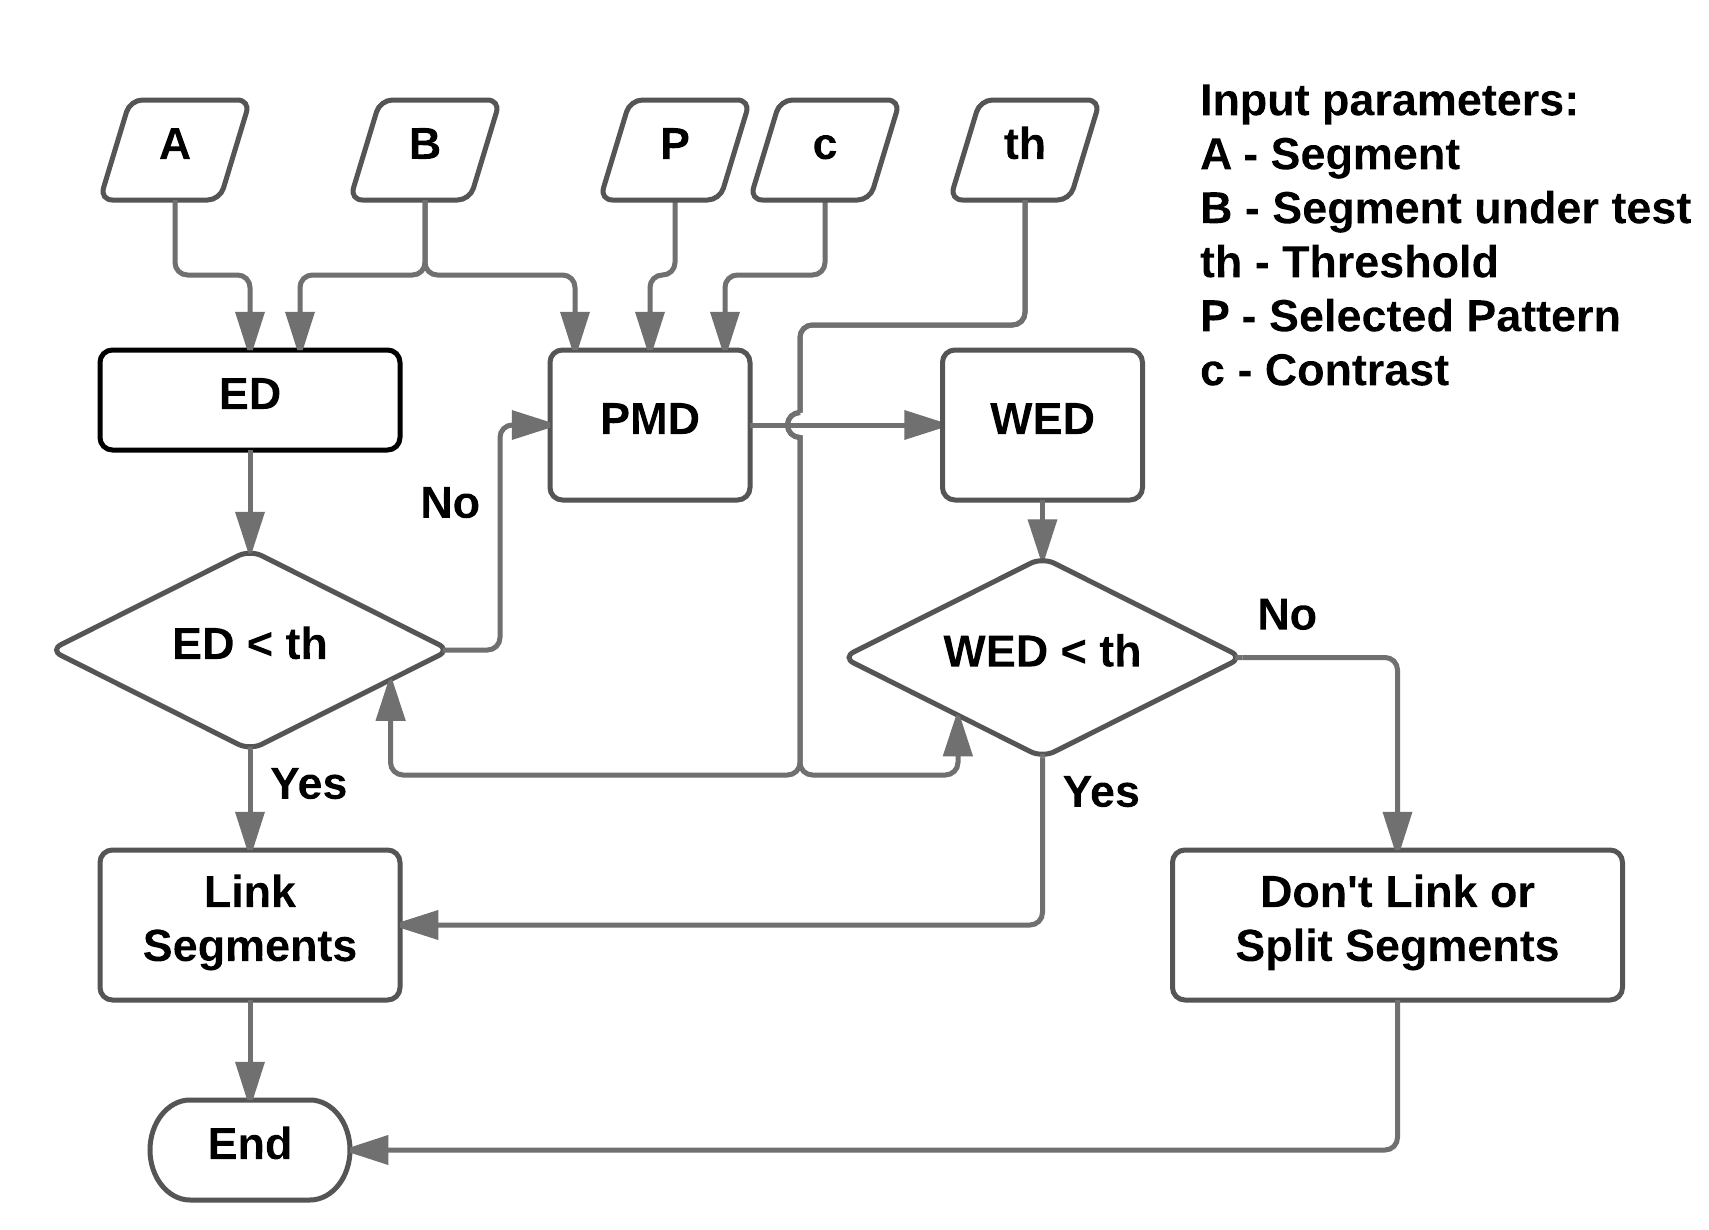 A
B
P
c
th
Input parameters:
A - Segment
B - Segment under test
th - Threshold
P - Selected Pattern
c - Contrast
ED
PMD
WED
No
ED < th
WED < th
No
Yes
Yes
Link
Segments
Don't Link or
Split Segments
End